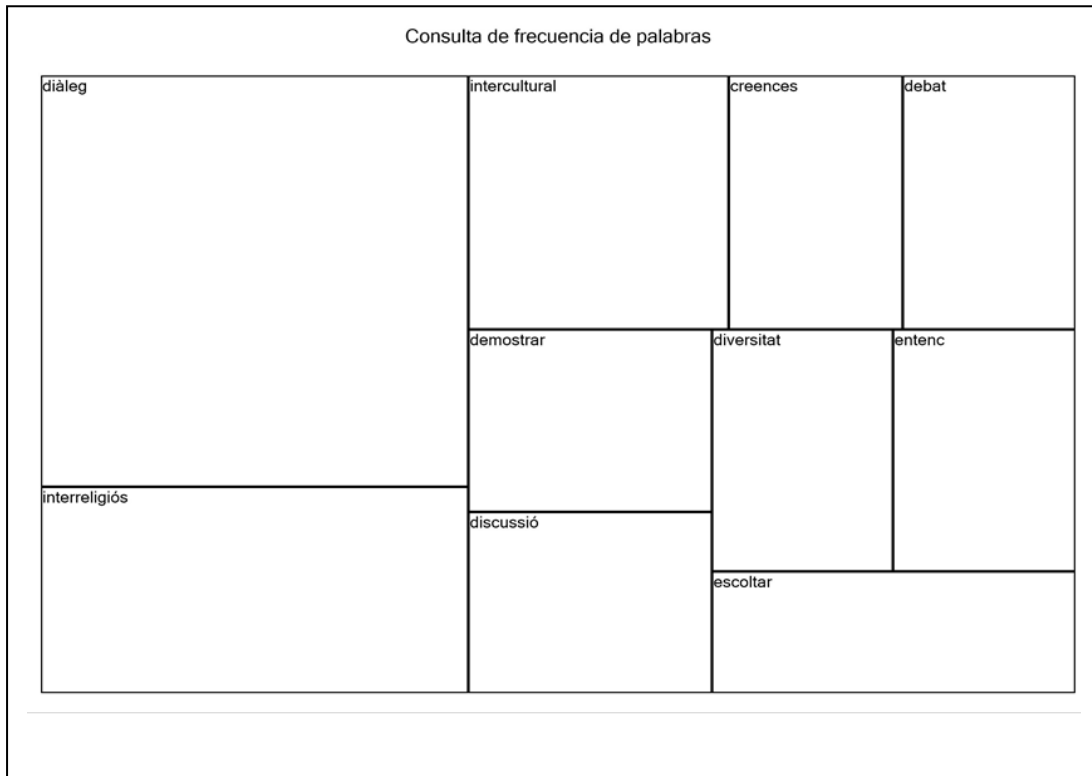 Consulta de frecuencia de palabras
diàleg
intercultural
creences
debat
demostrar
diversitat
entenc
interreligiós
discussió
escoltar